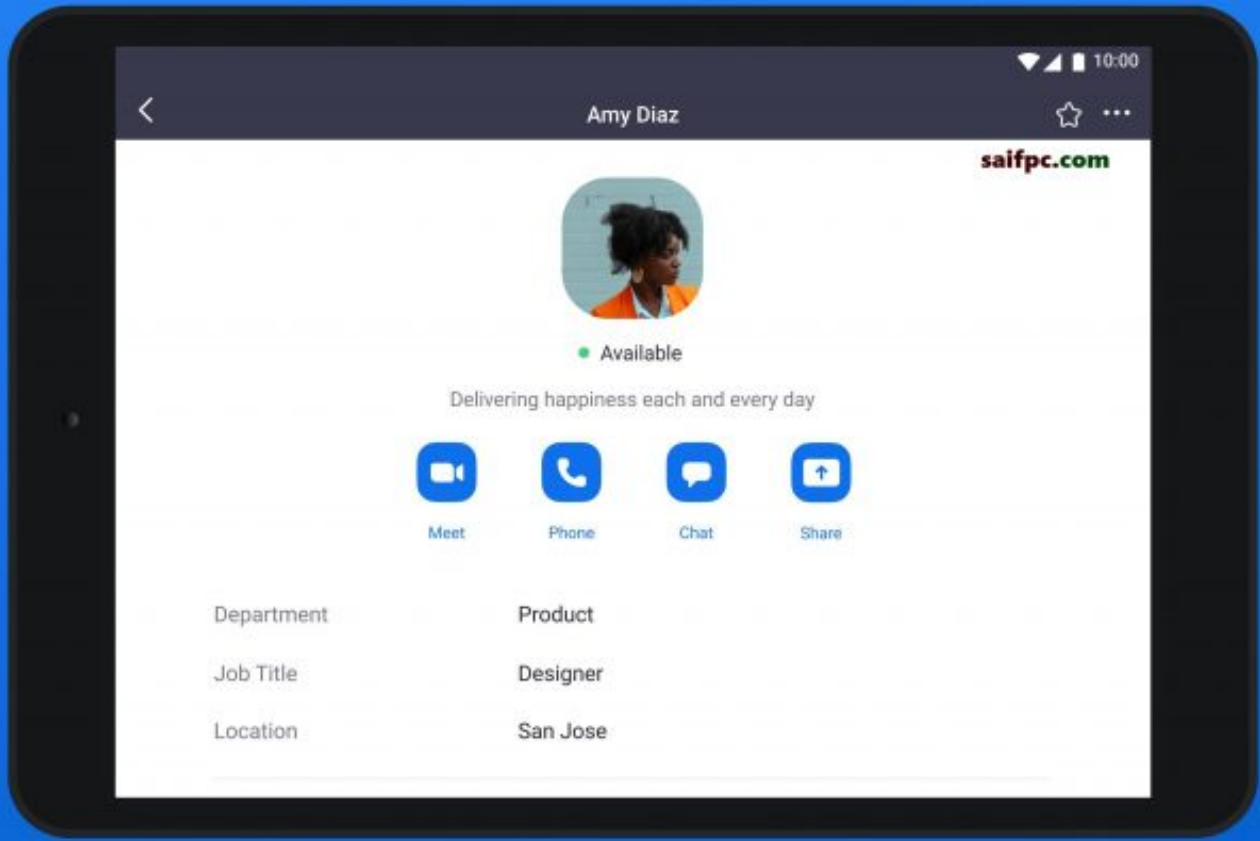 10:00
Amy Diaz
saifpc.com
Available
Delivering happiness each and every day
Meet Phone Chat Share
Department Product
Job Title Designer
Location San Jose